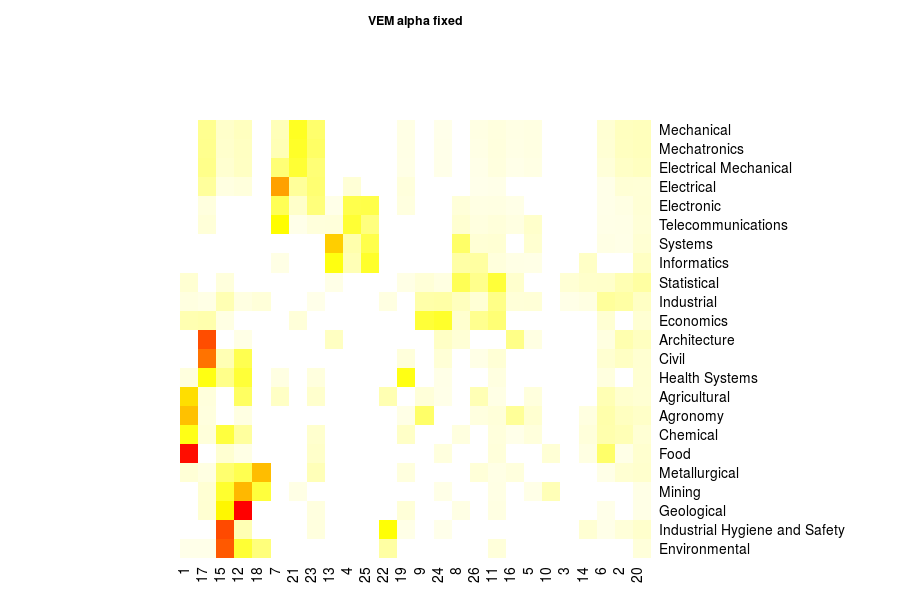 VEM alpha fixed
Mechanical
Mechatronics
Electrical Mechanical
Electrical
Electronic
Telecommunications
Systems
Informatics
Statistical
Industrial
Economics
Architecture
Civil
Health Systems
Agricultural
Agronomy
Chemical
Food
Metallurgical
Mining
Geological
Industrial Hygiene and Safety
Environmental
1 17 15 12 18 7 21 23 13 4 25 22 19 9 24 8 26 11 16 5 10 3 14 6 2 20